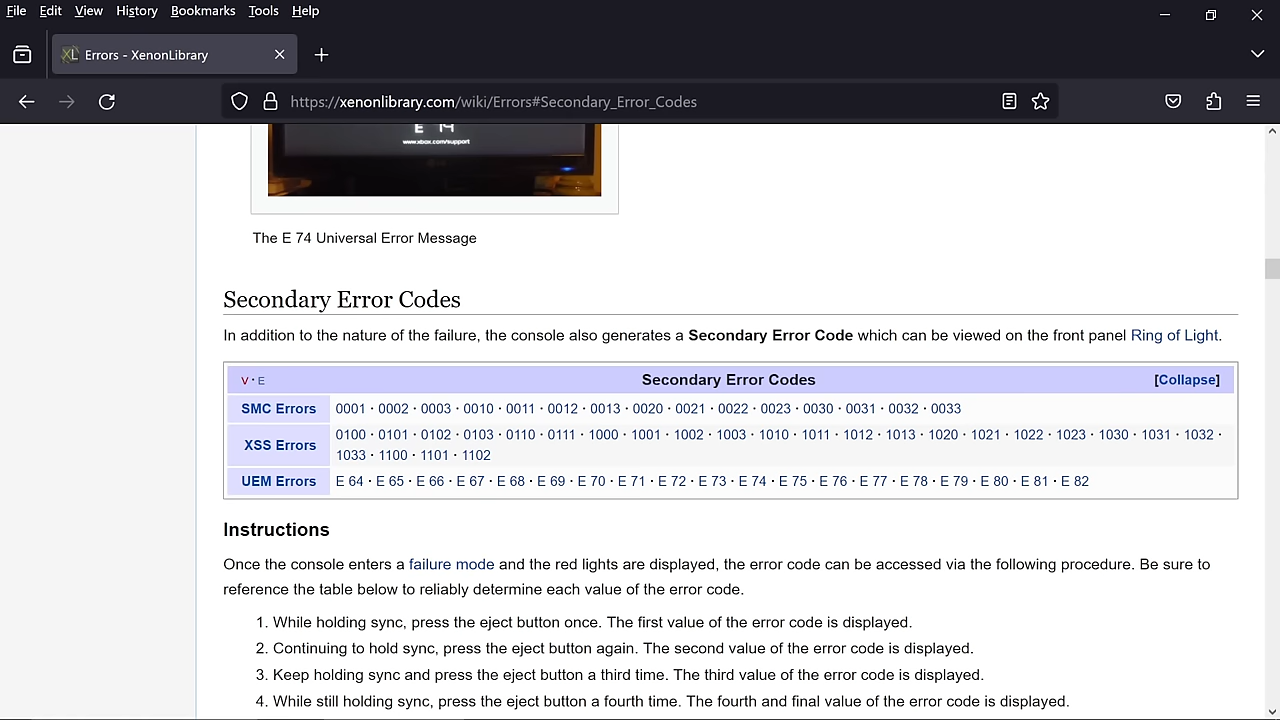 File Edit View History Bookmarks Tools Help
XL Errors - XenonLibrary
https://xenonlibrary.com/wiki/Errors#Secondary_Error_Codes
www.xbox.com/support
The E 74 Universal Error Message
Secondary Error Codes
In addition to the nature of the failure, the console also generates a Secondary Error Code which can be viewed on the front panel Ring of Light.
V · E Secondary Error Codes [Collapse]
SMC Errors 0001 · 0002 · 0003 · 0010 · 0011 · 0012 · 0013 · 0020 · 0021 · 0022 · 0023 · 0030 · 0031 · 0032 · 0033
XSS Errors 0100 · 0101 · 0102 · 0103 · 0110 · 0111 · 1000 · 1001 · 1002 · 1003 · 1010 · 1011 · 1012 · 1013 · 1020 · 1021 · 1022 · 1023 · 1030 · 1031 · 1032 ·
1033 · 1100 · 1101 · 1102
UEM Errors E 64 · E 65 · E 66 · E 67 · E 68 · E 69 · E 70 · E 71 · E 72 · E 73 · E 74 · E 75 · E 76 · E 77 · E 78 · E 79 · E 80 · E 81 · E 82
Instructions
Once the console enters a failure mode and the red lights are displayed, the error code can be accessed via the following procedure. Be sure to
reference the table below to reliably determine each value of the error code.
1. While holding sync, press the eject button once. The first value of the error code is displayed.
2. Continuing to hold sync, press the eject button again. The second value of the error code is displayed.
3. Keep holding sync and press the eject button a third time. The third value of the error code is displayed.
4. While still holding sync, press the eject button a fourth time. The fourth and final value of the error code is displayed.